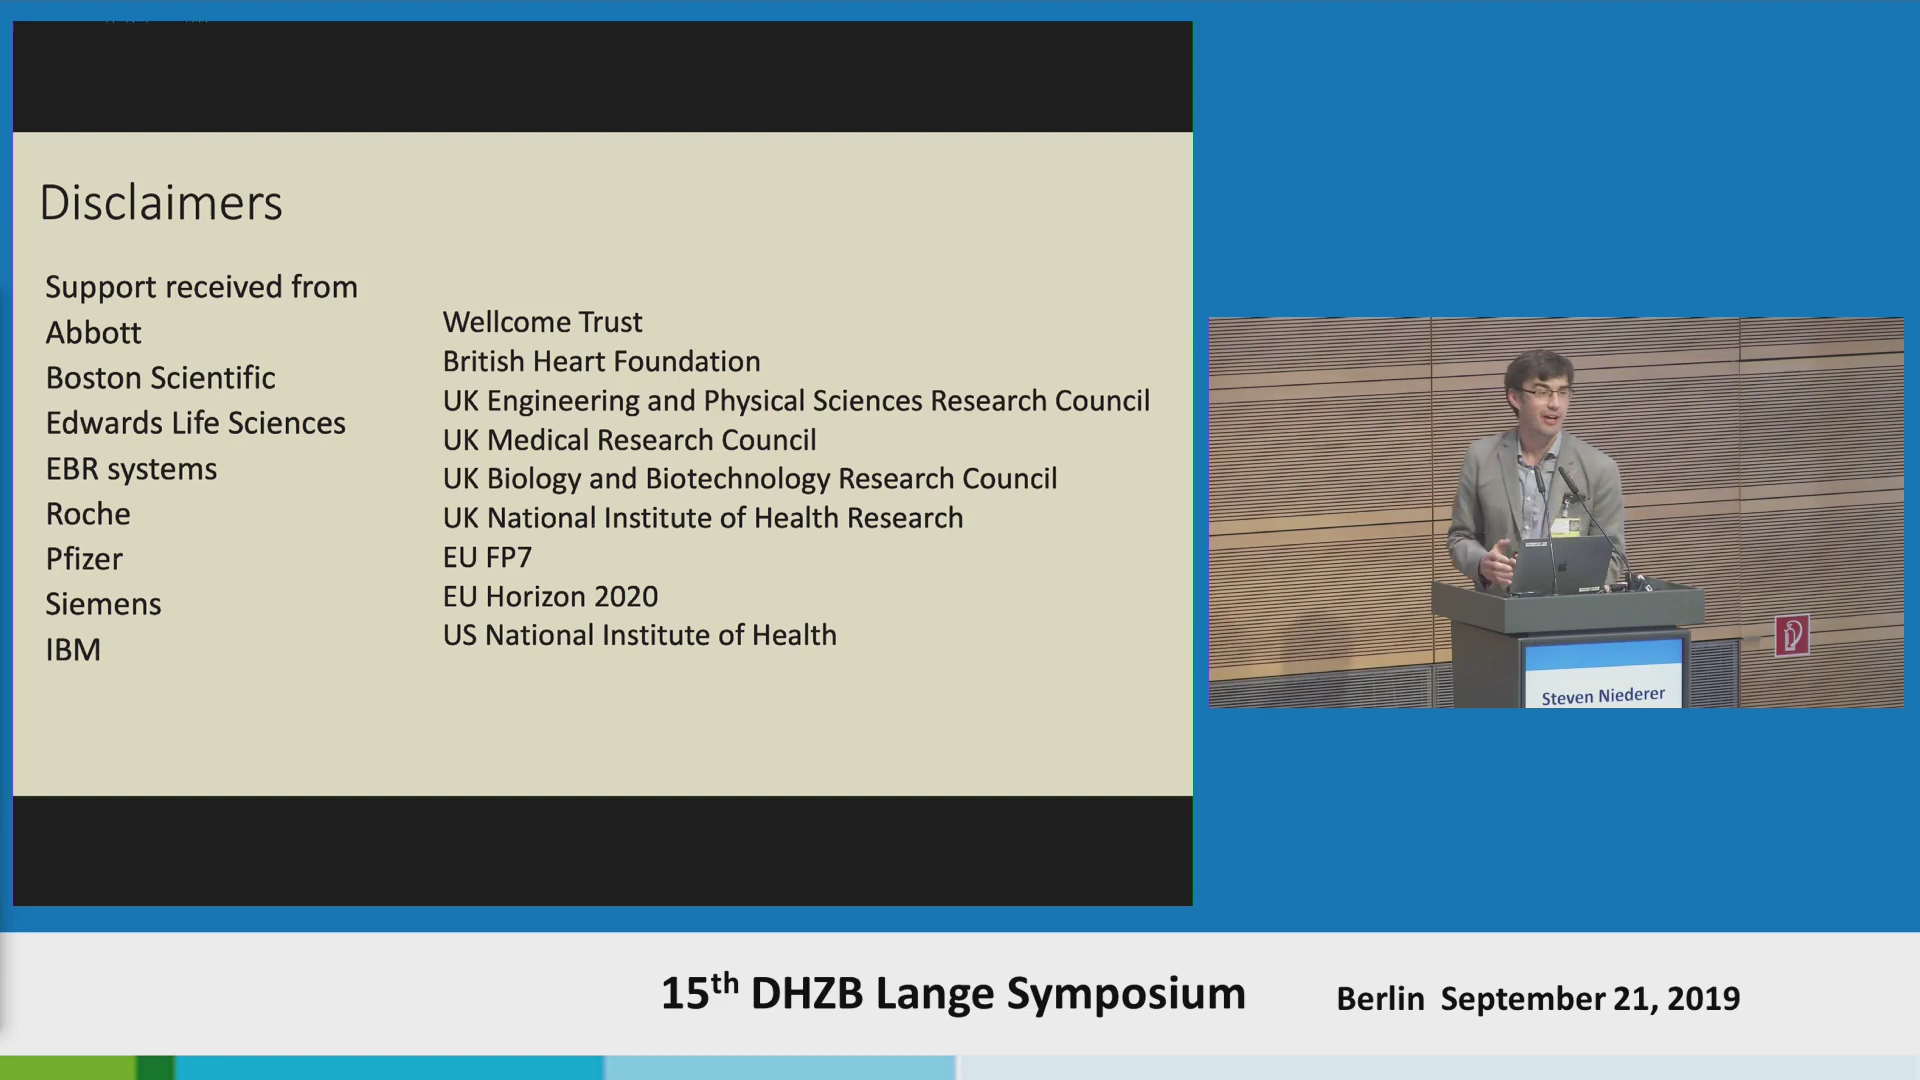 Disclaimers
Support received from
Abbott
Boston Scientific
Edwards Life Sciences
EBR systems
Roche
Pfizer
Siemens
IBM
Wellcome Trust
British Heart Foundation
UK Engineering and Physical Sciences Research Council
UK Medical Research Council
UK Biology and Biotechnology Research Council
UK National Institute of Health Research
EU FP7
EU Horizon 2020
US National Institute of Health
Steven Niederer
15th DHZB Lange Symposium
Berlin September 21, 2019